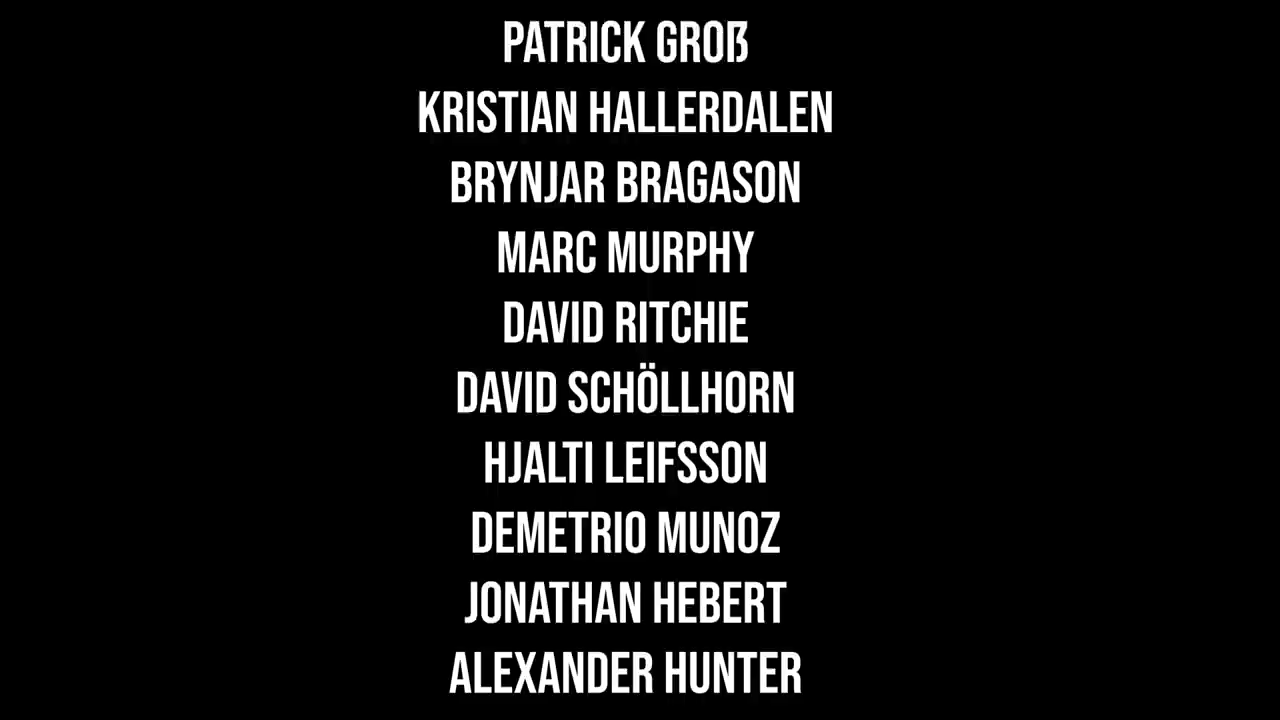 PATRICK GROẞ
KRISTIAN HALLERDALEN
BRYNJAR BRAGASON
MARC MURPHY
DAVID RITCHIE
DAVID SCHÖLLHORN
HJALTI LEIFSSON
DEMETRIO MUNOZ
JONATHAN HEBERT
ALEXANDER HUNTER